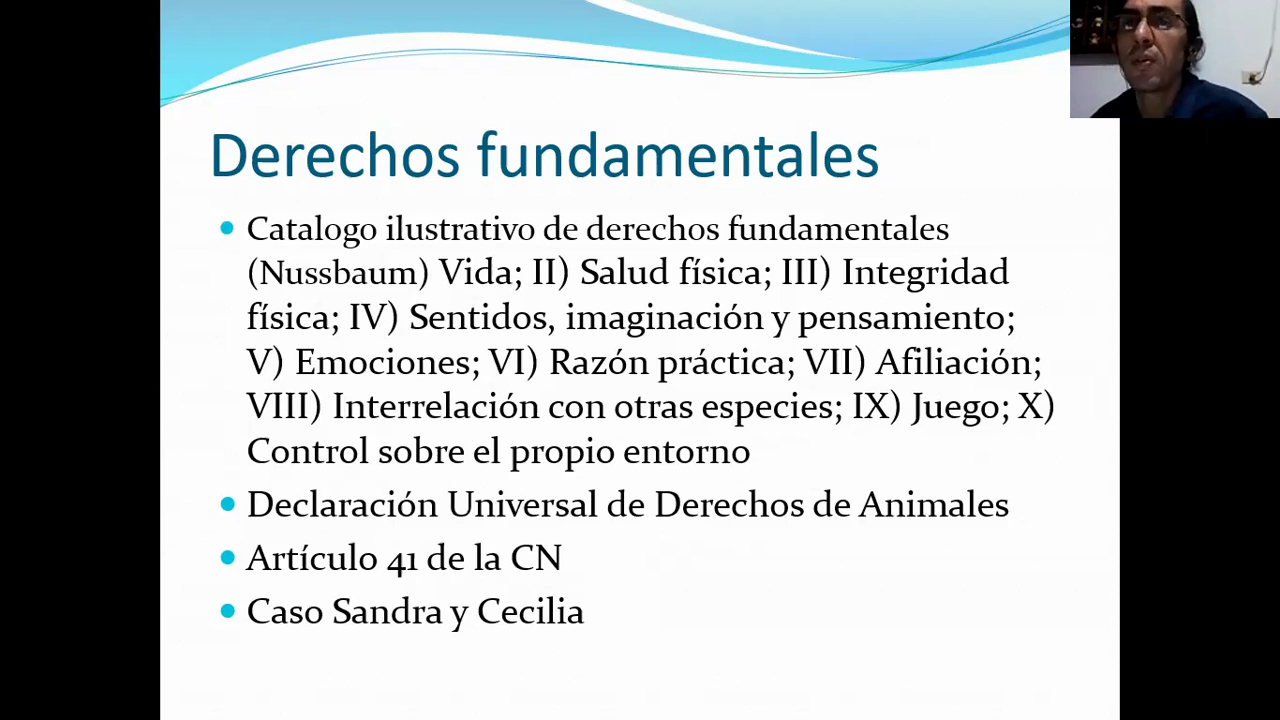 Derechos fundamentales
Catalogo ilustrativo de derechos fundamentales
(Nussbaum) Vida; II) Salud física; III) Integridad
física; IV) Sentidos, imaginación y pensamiento;
V) Emociones; VI) Razón práctica; VII) Afiliación;
VIII) Interrelación con otras especies; IX) Juego; X)
Control sobre el propio entorno
Declaración Universal de Derechos de Animales
Artículo 41 de la CN
Caso Sandra y Cecilia